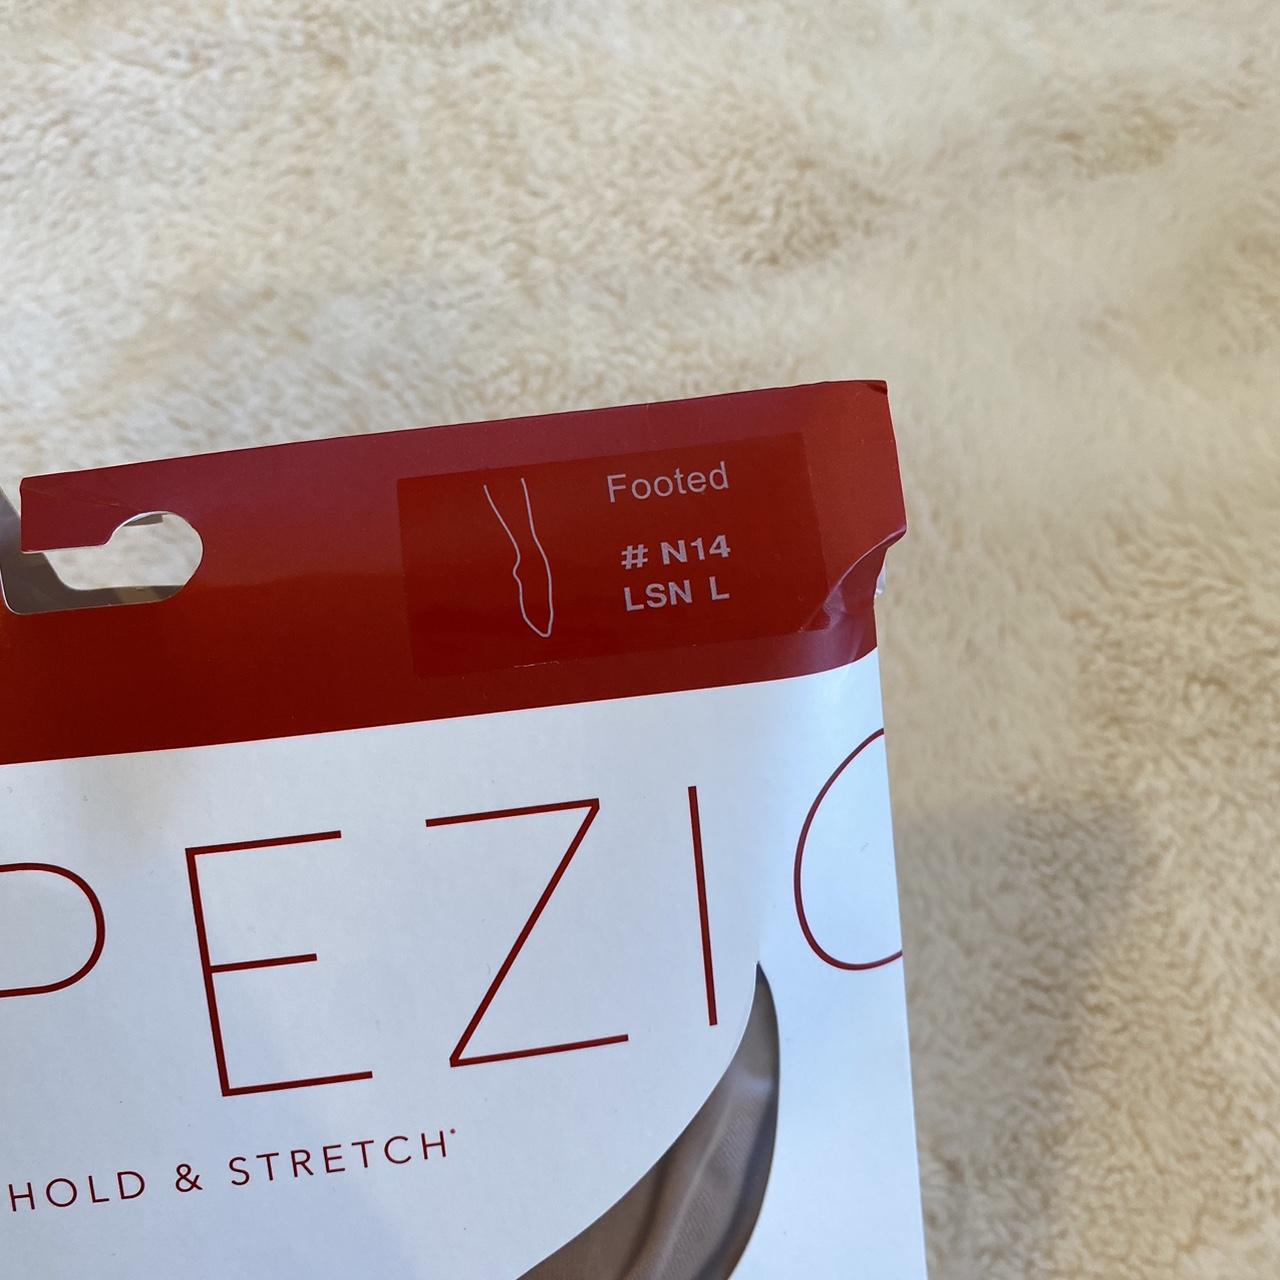 Footed
# N14
LSN L
PEZIO
HOLD & STRETCH